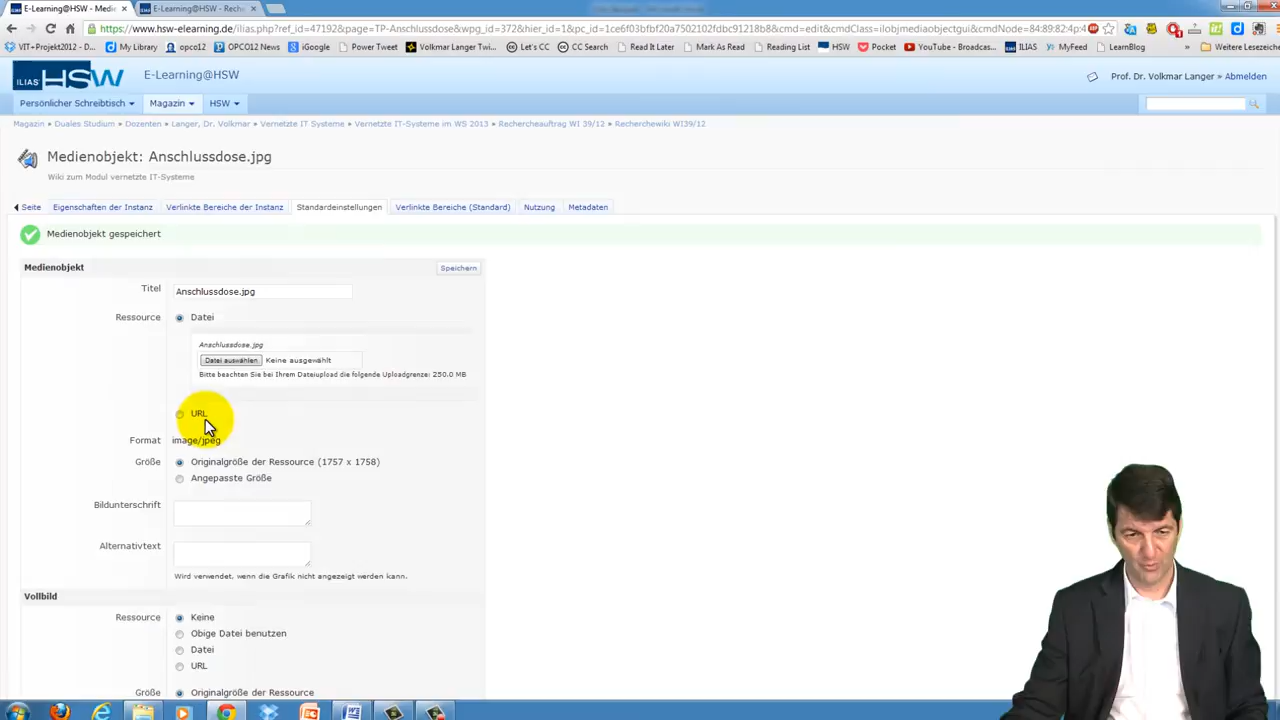 E-Learning@HSW - Medie
E-Learning@HSW - Reche
https://www.hsw-elearning.de/ilias.php?ref_id=47192&page=TP-Anschlussdose&wpg_id=372&hier_id=1&pc_id=1ce6f03bfbf20a7502102fdbc91218b8&cmd=edit&cmdClass=ilobjmediaobjectgui&cmdNode=84:89:82:4p:4
VIT+Projekt2012 - D
My Library
opco12
OPCO12 News
iGoogle
Power Tweet
Volkmar Langer Twi...
Let's CC
CC Search
Read It Later
Mark As Read
Reading List
HSW
Pocket
YouTube - Broadcas...
ILIAS
MyFeed
LearnBlog
» Weitere Lesezeiche
ILIAS HSW
E-Learning@HSW
Prof. Dr. Volkmar Langer » Abmelden
Persönlicher Schreibtisch
Magazin
HSW
Magazin » Duales Studium » Dozenten » Langer, Dr. Volkmar » Vernetzte IT Systeme » Vernetzte IT-Systeme im WS 2013 » Rechercheauftrag WI 39/12 » Recherchewiki WI39/12
Medienobjekt: Anschlussdose.jpg
Wiki zum Modul vernetzte IT-Systeme
Seite
Eigenschaften der Instanz
Verlinkte Bereiche der Instanz
Standardeinstellungen
Verlinkte Bereiche (Standard)
Nutzung
Metadaten
Medienobjekt gespeichert
Medienobjekt
Speichern
Titel
Anschlussdose.jpg
Ressource
Datei
Anschlussdose.jpg
Datei auswählen Keine ausgewählt
Bitte beachten Sie bei Ihrem Dateiupload die folgende Uploadgrenze: 250.0 MB
URL
Format image/jpeg
Größe
Originalgröße der Ressource (1757 x 1758)
Angepasste Größe
Bildunterschrift
Alternativtext
Wird verwendet, wenn die Grafik nicht angezeigt werden kann.
Vollbild
Ressource
Keine
Obige Datei benutzen
Datei
URL
Größe
Originalgröße der Ressource